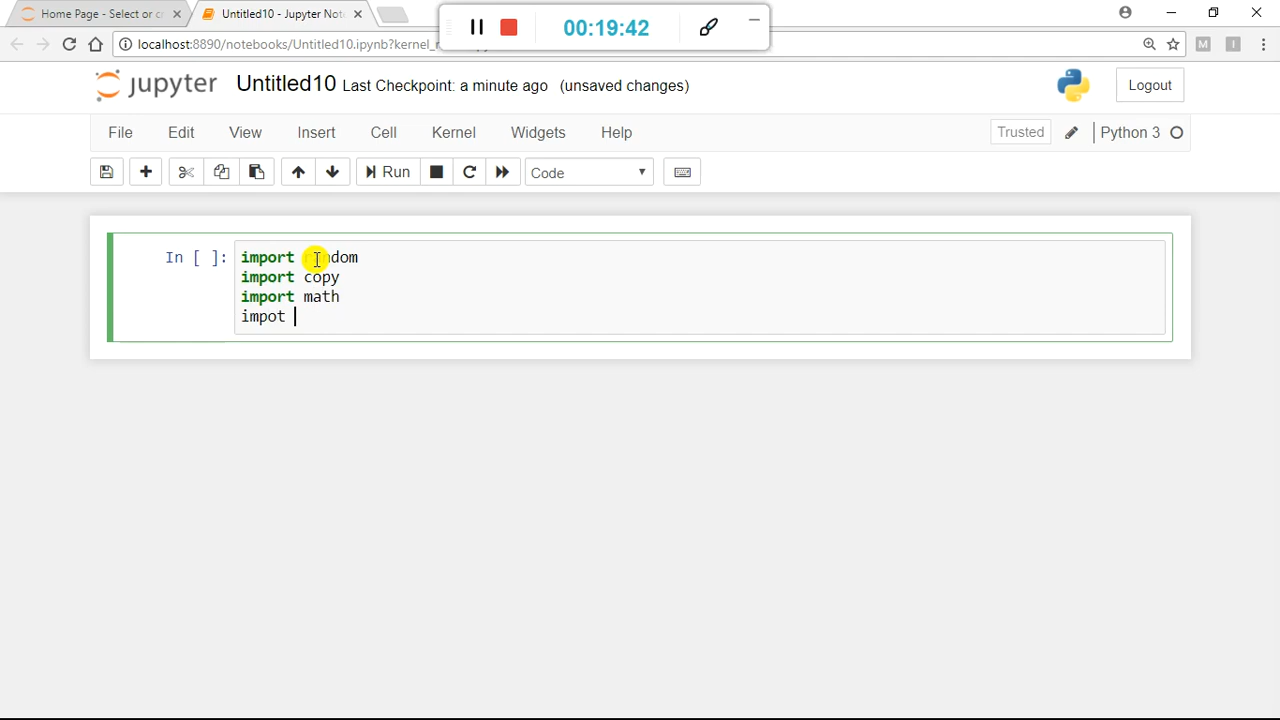 Home Page - Select or c
Untitled10 - Jupyter Not
00:19:42
localhost:8890/notebooks/Untitled10.ipynb?kernel_
M
I
jupyter Untitled10 Last Checkpoint: a minute ago (unsaved changes)
Logout
File Edit View Insert Cell Kernel Widgets Help
Trusted
Python 3
Run
Code
In [ ]:
import random
import copy
import math
impot